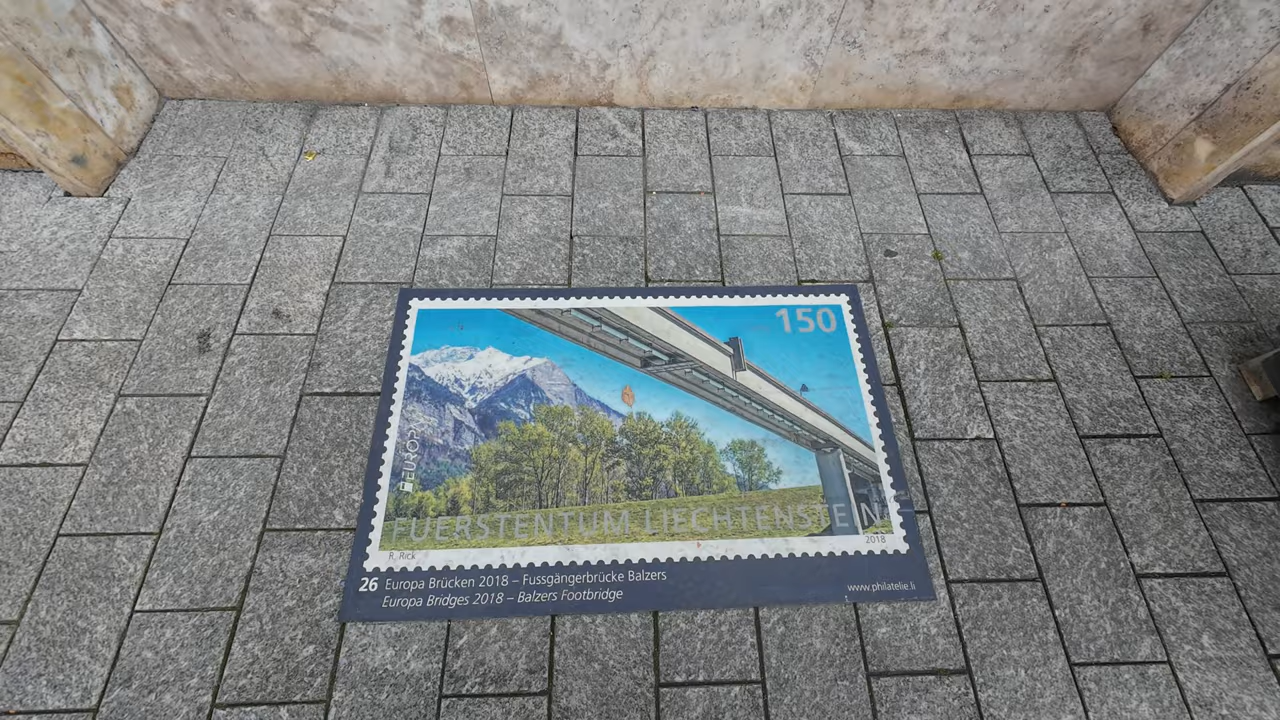 150
EUROPA
FUERSTENTUM LIECHTENSTEIN
R. Rick
2018
26 Europa Brücken 2018 – Fussgängerbrücke Balzers
Europa Bridges 2018 – Balzers Footbridge
www.philatelie.li